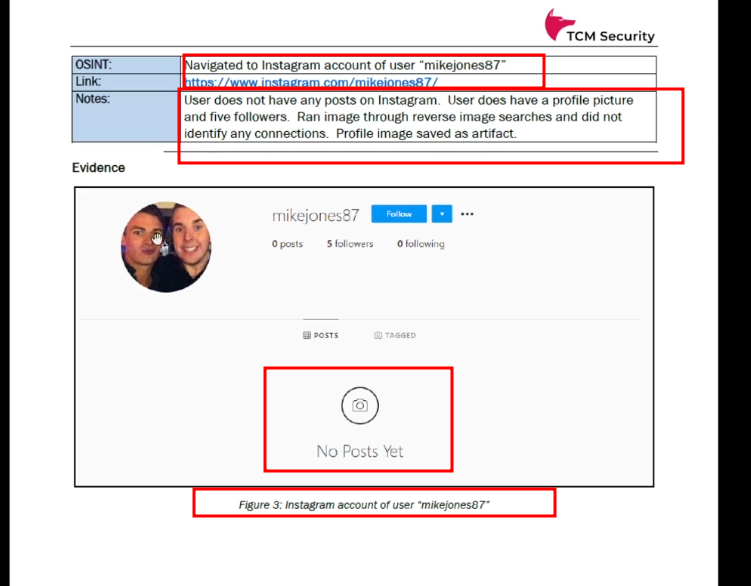 TCM Security
OSINT: Navigated to Instagram account of user “mikejones87”
Link: https://www.instagram.com/mikejones87/
Notes: User does not have any posts on Instagram. User does have a profile picture
and five followers. Ran image through reverse image searches and did not
identify any connections. Profile image saved as artifact.
Evidence
mikejones87 Follow
0 posts 5 followers 0 following
POSTS TAGGED
No Posts Yet
Figure 3: Instagram account of user “mikejones87”